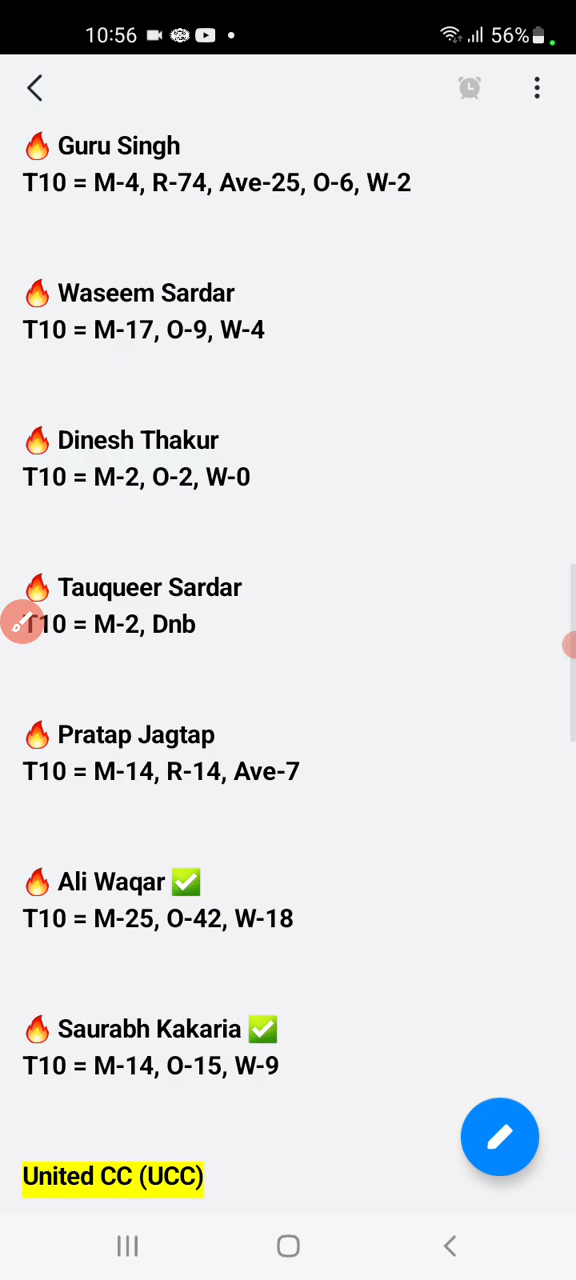 10:56 56%
🔥 Guru Singh
T10 = M-4, R-74, Ave-25, O-6, W-2
🔥 Waseem Sardar
T10 = M-17, O-9, W-4
🔥 Dinesh Thakur
T10 = M-2, O-2, W-0
🔥 Tauqueer Sardar
T10 = M-2, Dnb
🔥 Pratap Jagtap
T10 = M-14, R-14, Ave-7
🔥 Ali Waqar ✅
T10 = M-25, O-42, W-18
🔥 Saurabh Kakaria ✅
T10 = M-14, O-15, W-9
United CC (UCC)